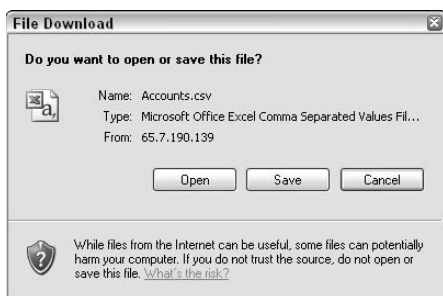 File Download
Do you want to open or save this file?
Name: Accounts.csv
Type: Microsoft Office Excel Comma Separated Values Fil...
From: 65.7.190.139
Open Save Cancel
While files from the Internet can be useful, some files can potentially
harm your computer. If you do not trust the source, do not open or
save this file. What's the risk?